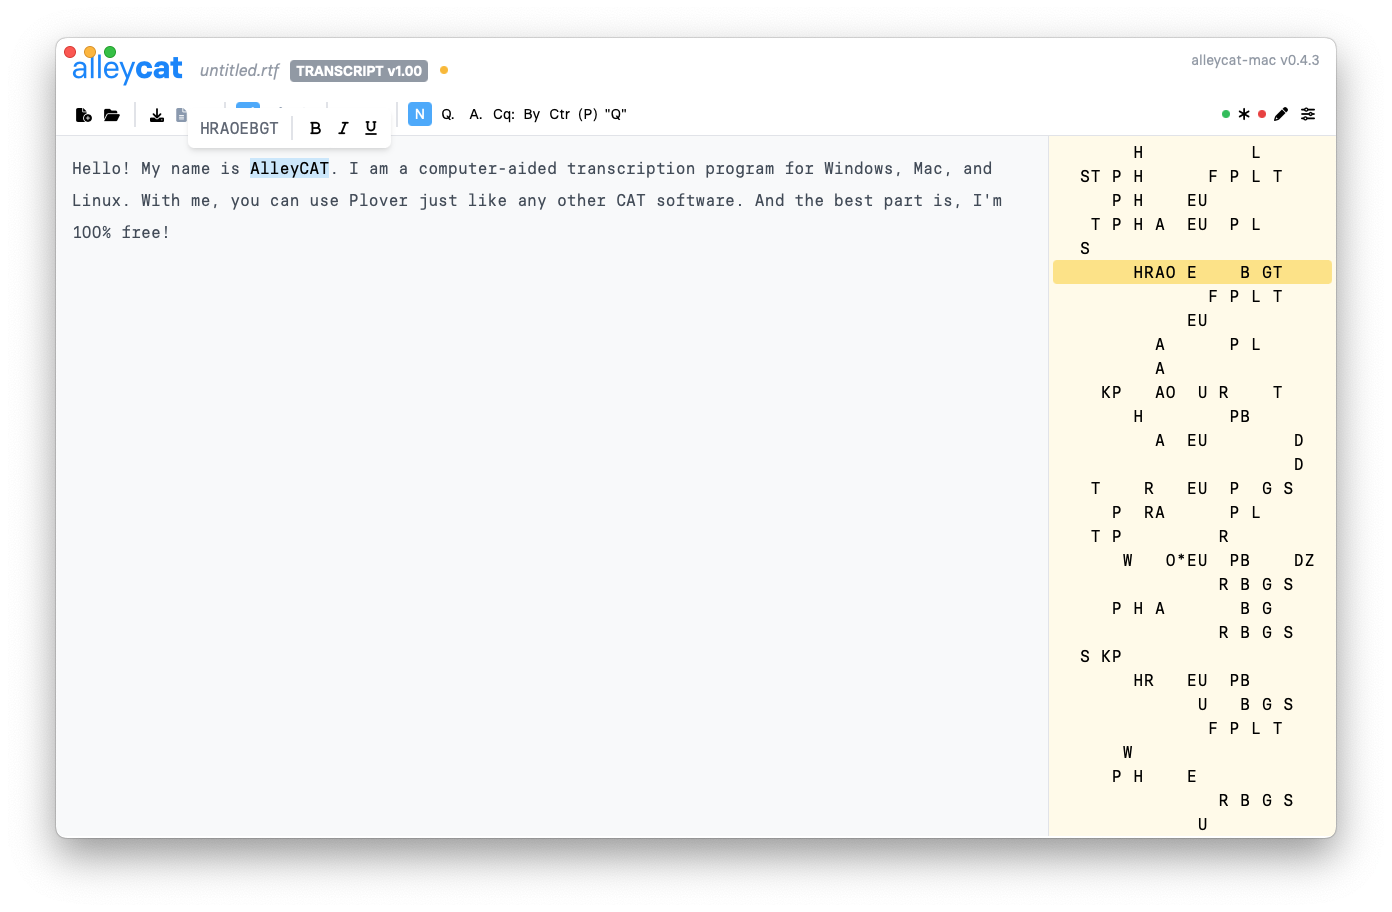 alleycat untitled.rtf TRANSCRIPT v1.00 alleycat-mac v0.4.3
N Q. A. Cq: By Ctr (P) "Q"
HRAOEBGT B I U
Hello! My name is AlleyCAT. I am a computer-aided transcription program for Windows, Mac, and
Linux. With me, you can use Plover just like any other CAT software. And the best part is, I'm
100% free!
H L
ST P H F P L T
P H EU
T P H A EU P L
S
HRAO E B GT
F P L T
EU
A P L
A
KP AO U R T
H PB
A EU D
D
T R EU P G S
P RA P L
T P R
W O*EU PB DZ
R B G S
P H A B G
R B G S
S KP
HR EU PB
U B G S
F P L T
W
P H E
R B G S
U